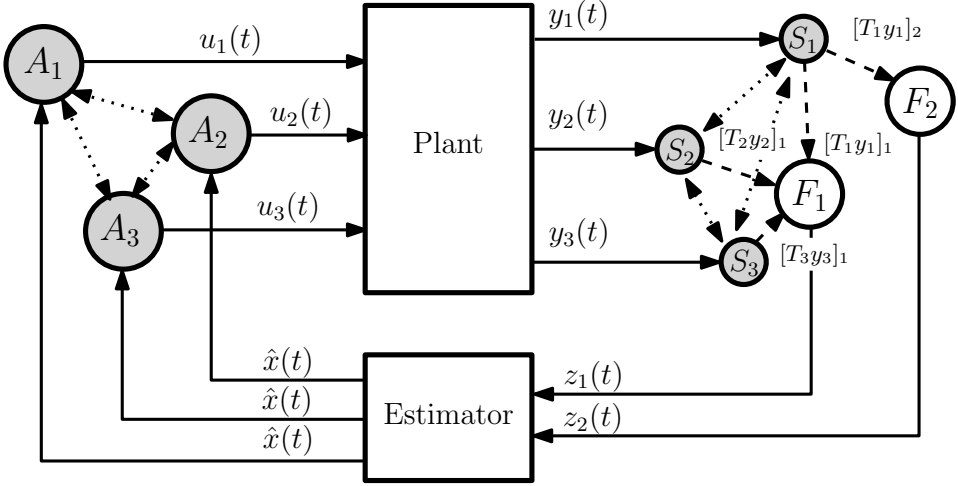 A₁
u₁(t)
A₂
u₂(t)
A₃
u₃(t)
Plant
y₁(t)
y₂(t)
y₃(t)
S₁
[T₁y₁]₂
F₂
S₂
[T₂y₂]₁
[T₁y₁]₁
F₁
S₃
[T₃y₃]₁
x̂(t)
x̂(t)
x̂(t)
Estimator
z₁(t)
z₂(t)